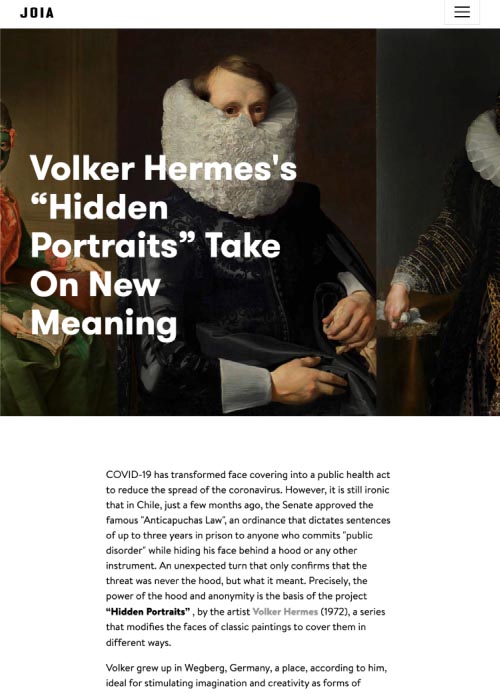 JOIA
Volker Hermes's
“Hidden
Portraits” Take
On New
Meaning
COVID-19 has transformed face covering into a public health act
to reduce the spread of the coronavirus. However, it is still ironic
that in Chile, just a few months ago, the Senate approved the
famous "Anticapuchas Law", an ordinance that dictates sentences
of up to three years in prison to anyone who commits "public
disorder" while hiding his face behind a hood or any other
instrument. An unexpected turn that only confirms that the
threat was never the hood, but what it meant. Precisely, the
power of the hood and anonymity is the basis of the project
“Hidden Portraits” , by the artist Volker Hermes (1972), a series
that modifies the faces of classic paintings to cover them in
different ways.
Volker grew up in Wegberg, Germany, a place, according to him,
ideal for stimulating imagination and creativity as forms of